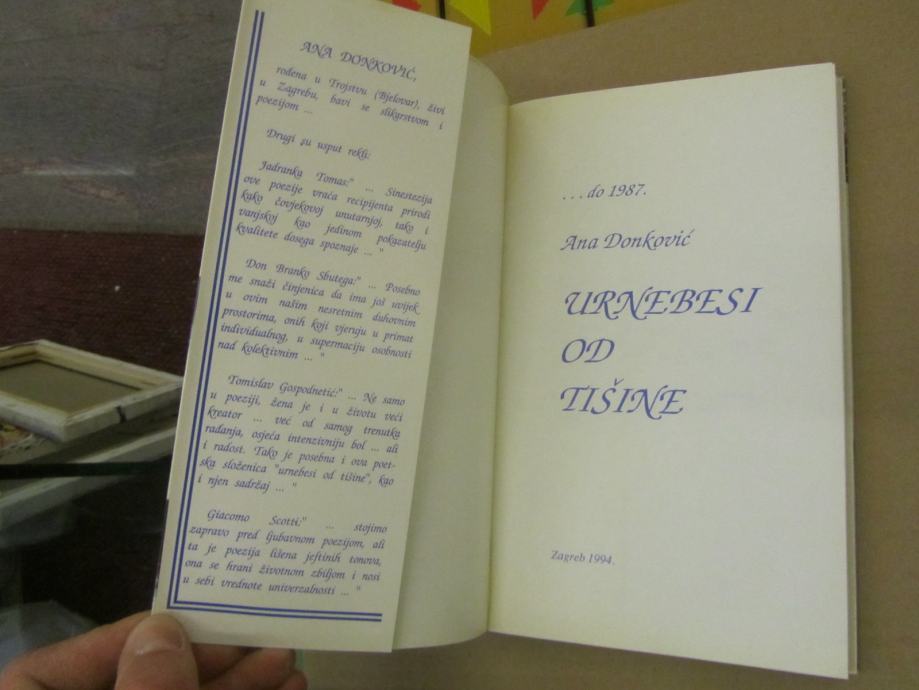 ANA DONKOVIĆ,
rođena u Trojstvu (Bjelovar), živi
u Zagrebu, bavi se slikarstvom i
poezijom ...
Drugi su usput rekli:
Jadranka Tomas:" ... Sinestezija
ove poezije vraća recipijenta prirodi
kako čovjekovoj unutarnjoj, tako i
vanjskoj kao jedinom pokazatelju
kvalitete dosega spoznaje ... "
Don Branko Sbutega:" ... Posebno
me snaži činjenica da ima još uvijek
u ovim našim nesretnim duhovnim
prostorima, onih koji vjeruju u primat
individualnog, u supermaciju osobnosti
nad kolektivnim ... "
Tomislav Gospodnetić:" ... Ne samo
u poeziji, žena je i u životu veći
kreator ... već od samog trenutka
rađanja, osjeća intenzivniju bol ... ali
i radost. Tako je posebna i ova poet-
ska složenica "urnebesi od tišine", kao
i njen sadržaj ... "
Giacomo Scotti:" ... stojimo
zapravo pred ljubavnom poezijom, ali
ta je poezija lišena jeftinih tonova,
ona se hrani životnom zbiljom i nosi
u sebi vrednote univerzalnosti ... "
. . . do 1987.
Ana Donković
URNEBESI
OD
TIŠINE
Zagreb 1994.